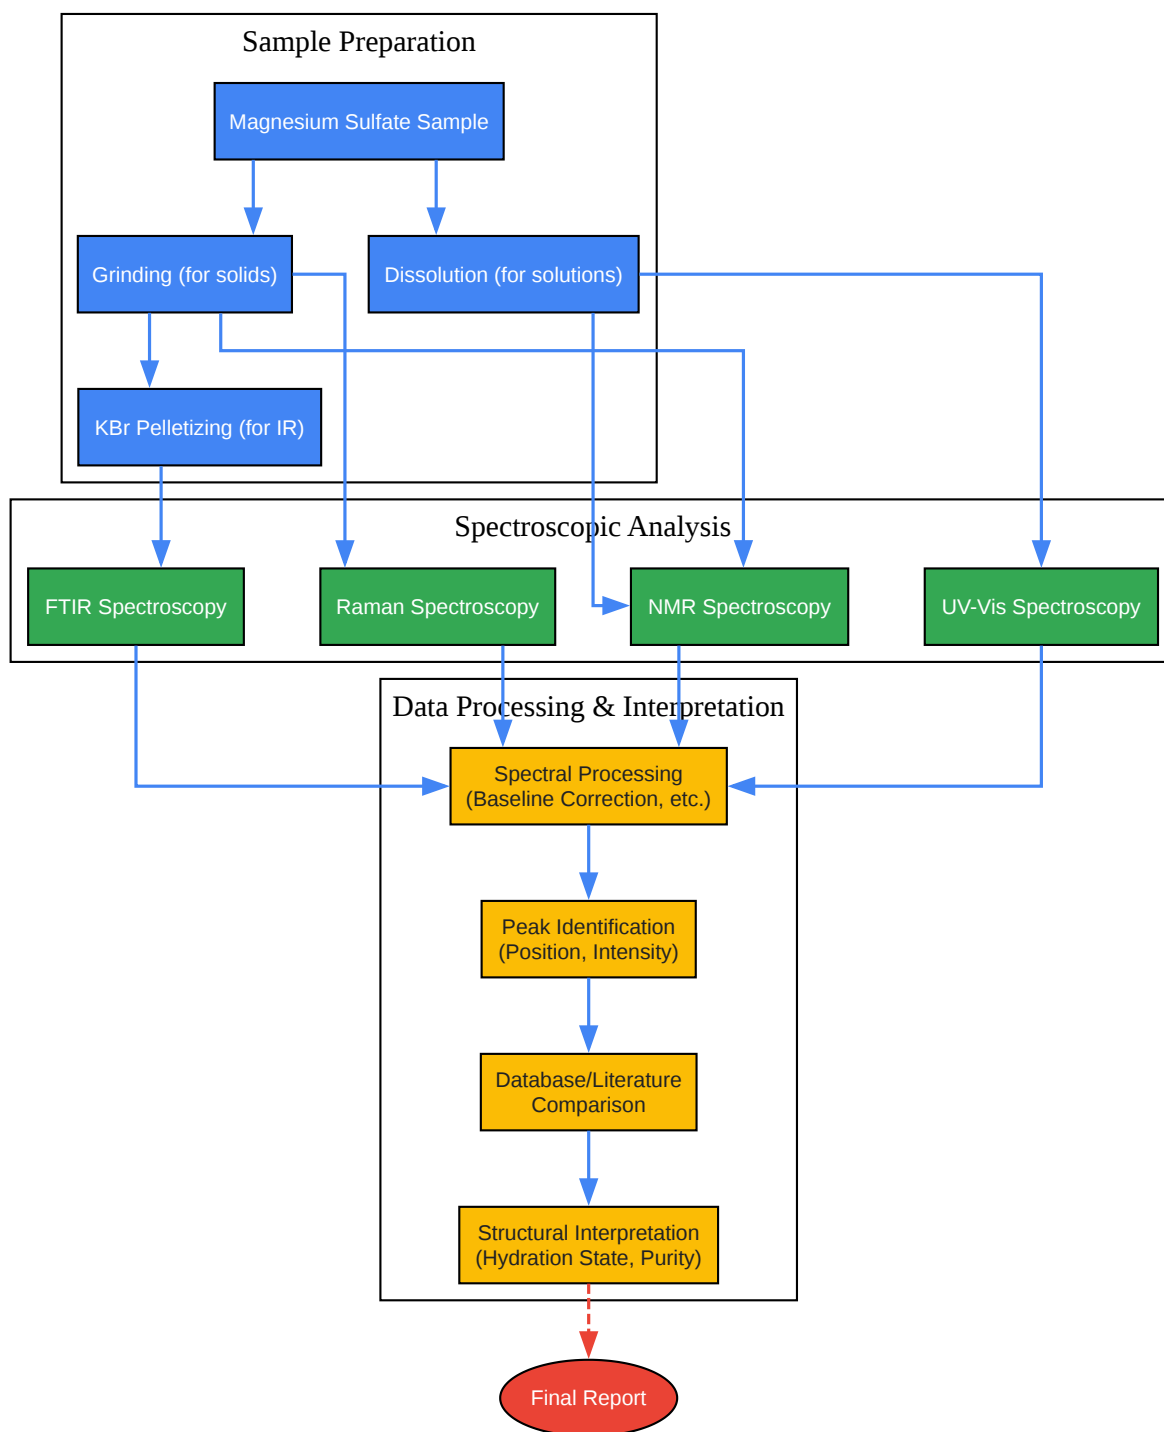 Sample Preparation
Magnesium Sulfate Sample
Grinding (for solids)
Dissolution (for solutions)
KBr Pelletizing (for IR)
Spectroscopic Analysis
FTIR Spectroscopy
Raman Spectroscopy
NMR Spectroscopy
UV-Vis Spectroscopy
Data Processing & Interpretation
Spectral Processing
(Baseline Correction, etc.)
Peak Identification
(Position, Intensity)
Database/Literature
Comparison
Structural Interpretation
(Hydration State, Purity)
Final Report